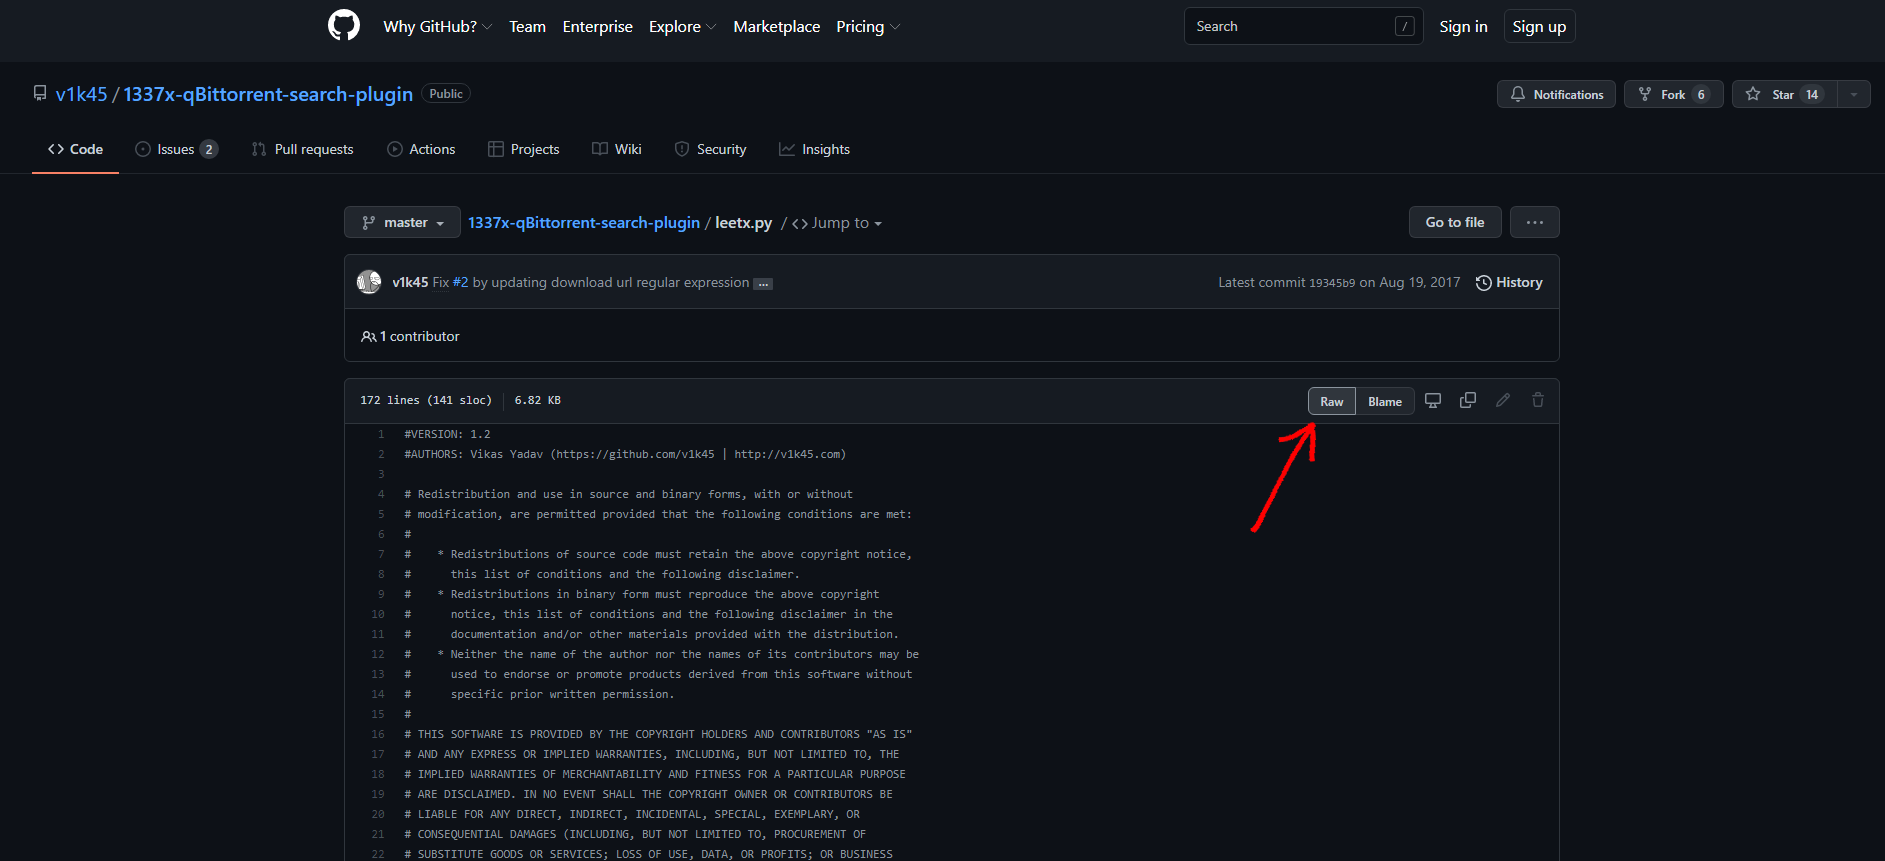 Why GitHub? Team Enterprise Explore Marketplace Pricing Search / Sign in Sign up
v1k45 / 1337x-qBittorrent-search-plugin Public Notifications Fork 6 Star 14
Code Issues 2 Pull requests Actions Projects Wiki Security Insights
master 1337x-qBittorrent-search-plugin / leetx.py / <> Jump to Go to file ...
v1k45 Fix #2 by updating download url regular expression ... Latest commit 19345b9 on Aug 19, 2017 History
1 contributor
172 lines (141 sloc) 6.82 KB Raw Blame
1 #VERSION: 1.2
2 #AUTHORS: Vikas Yadav (https://github.com/v1k45 | http://v1k45.com)
3
4 # Redistribution and use in source and binary forms, with or without
5 # modification, are permitted provided that the following conditions are met:
6 #
7 # * Redistributions of source code must retain the above copyright notice,
8 # this list of conditions and the following disclaimer.
9 # * Redistributions in binary form must reproduce the above copyright
10 # notice, this list of conditions and the following disclaimer in the
11 # documentation and/or other materials provided with the distribution.
12 # * Neither the name of the author nor the names of its contributors may be
13 # used to endorse or promote products derived from this software without
14 # specific prior written permission.
15 #
16 # THIS SOFTWARE IS PROVIDED BY THE COPYRIGHT HOLDERS AND CONTRIBUTORS "AS IS"
17 # AND ANY EXPRESS OR IMPLIED WARRANTIES, INCLUDING, BUT NOT LIMITED TO, THE
18 # IMPLIED WARRANTIES OF MERCHANTABILITY AND FITNESS FOR A PARTICULAR PURPOSE
19 # ARE DISCLAIMED. IN NO EVENT SHALL THE COPYRIGHT OWNER OR CONTRIBUTORS BE
20 # LIABLE FOR ANY DIRECT, INDIRECT, INCIDENTAL, SPECIAL, EXEMPLARY, OR
21 # CONSEQUENTIAL DAMAGES (INCLUDING, BUT NOT LIMITED TO, PROCUREMENT OF
22 # SUBSTITUTE GOODS OR SERVICES; LOSS OF USE, DATA, OR PROFITS; OR BUSINESS